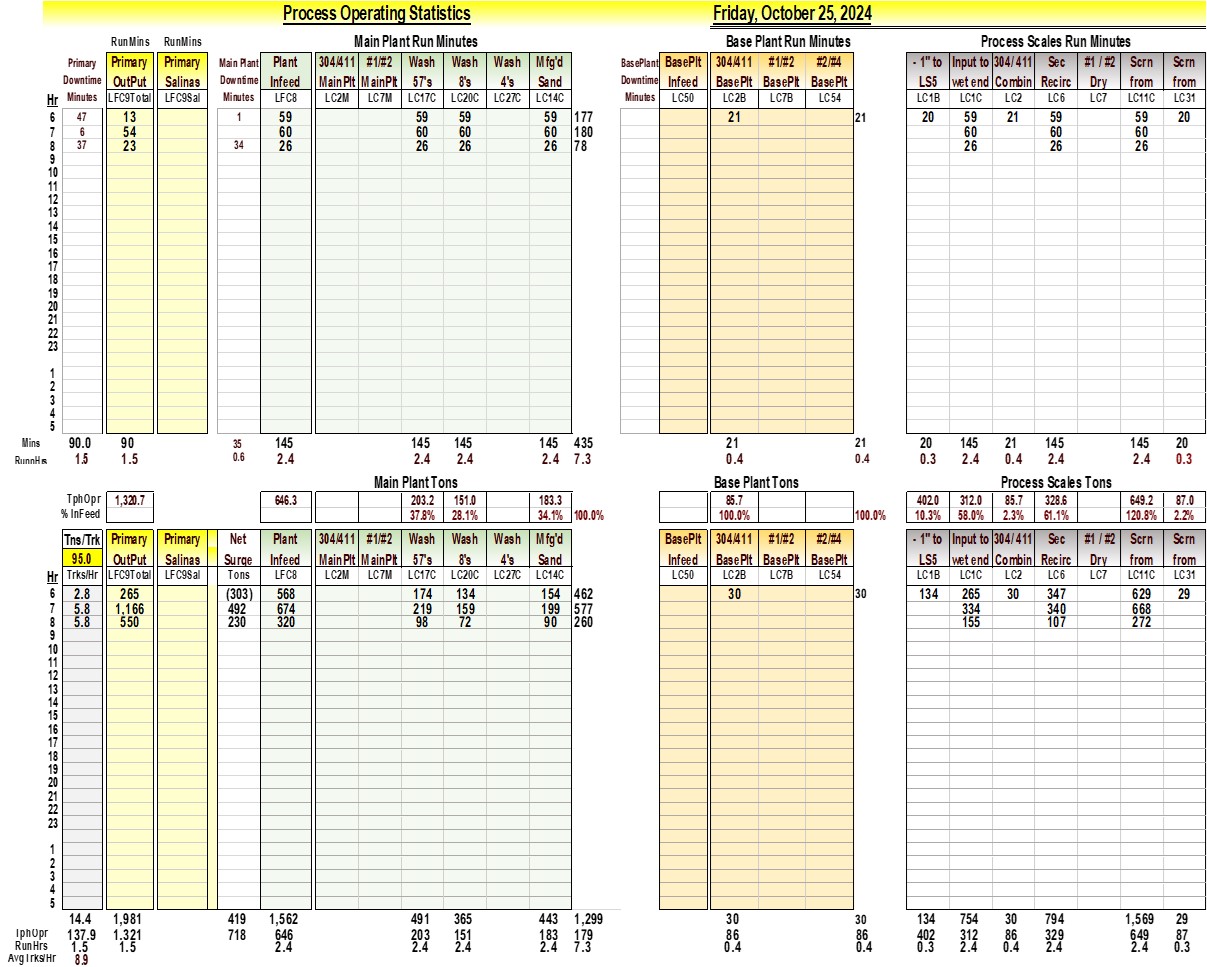 Process Operating Statistics Friday, October 25, 2024
RunMins RunMins Main Plant Run Minutes Base Plant Run Minutes Process Scales Run Minutes
Primary Primary Primary Main Plant Plant 304/411 #1/#2 Wash Wash Wash Mfg'd BasePlant BasePlt 304/411 #1/#2 #2/#4 - 1" to Input to 304/411 Sec #1 / #2 Scrn Scrn
Downtime OutPut Salinas Downtime Infeed MainPlt MainPlt 57's 8's 4's Sand Downtime Infeed BasePlt BasePlt BasePlt LS5 wet end Combin Recirc Dry from from
Hr Minutes LFC9Total LFC9Sal Minutes LFC8 LC2M LC7M LC17C LC20C LC27C LC14C Minutes LC50 LC2B LC7B LC54 LC1B LC1C LC2 LC6 LC7 LC11C LC31
6 47 13 1 59 59 59 59 177 21 21 20 59 21 59 59 20
7 6 54 60 60 60 60 180 60 60 60
8 37 23 34 26 26 26 26 78 26 26 26
9
10
11
12
13
14
15
16
17
18
19
20
21
22
23
1
2
3
4
5
Mins 90.0 90 35 145 145 145 145 435 21 21 20 145 21 145 145 20
RunnHrs 1.5 1.5 0.6 2.4 2.4 2.4 2.4 7.3 0.4 0.4 0.3 2.4 0.4 2.4 2.4 0.3
Main Plant Tons Base Plant Tons Process Scales Tons
TphOpr 1,320.7 646.3 203.2 151.0 183.3 85.7 402.0 312.0 85.7 328.6 649.2 87.0
% InFeed 37.8% 28.1% 34.1% 100.0% 100.0% 100.0% 10.3% 58.0% 2.3% 61.1% 120.8% 2.2%
Tns/Trk Primary Primary Net Plant 304/411 #1/#2 Wash Wash Wash Mfg'd BasePlt 304/411 #1/#2 #2/#4 - 1" to Input to 304/411 Sec #1 / #2 Scrn Scrn
95.0 OutPut Salinas Surge Infeed MainPlt MainPlt 57's 8's 4's Sand Infeed BasePlt BasePlt BasePlt LS5 wet end Combin Recirc Dry from from
Hr Trks/Hr LFC9Total LFC9Sal Tons LFC8 LC2M LC7M LC17C LC20C LC27C LC14C LC50 LC2B LC7B LC54 LC1B LC1C LC2 LC6 LC7 LC11C LC31
6 2.8 265 (303) 568 174 134 154 462 30 30 134 265 30 347 629 29
7 5.8 1,166 492 674 219 159 199 577 334 340 668
8 5.8 550 230 320 98 72 90 260 155 107 272
9
10
11
12
13
14
15
16
17
18
19
20
21
22
23
1
2
3
4
5
14.4 1,981 419 1,562 491 365 443 1,299 30 30 134 754 30 794 1,569 29
TphOpr 137.9 1,321 718 646 203 151 183 179 86 86 402 312 86 329 649 87
RunHrs 1.5 1.5 2.4 2.4 2.4 2.4 7.3 0.4 0.4 0.3 2.4 0.4 2.4 2.4 0.3
AvgTrks/Hr 8.9